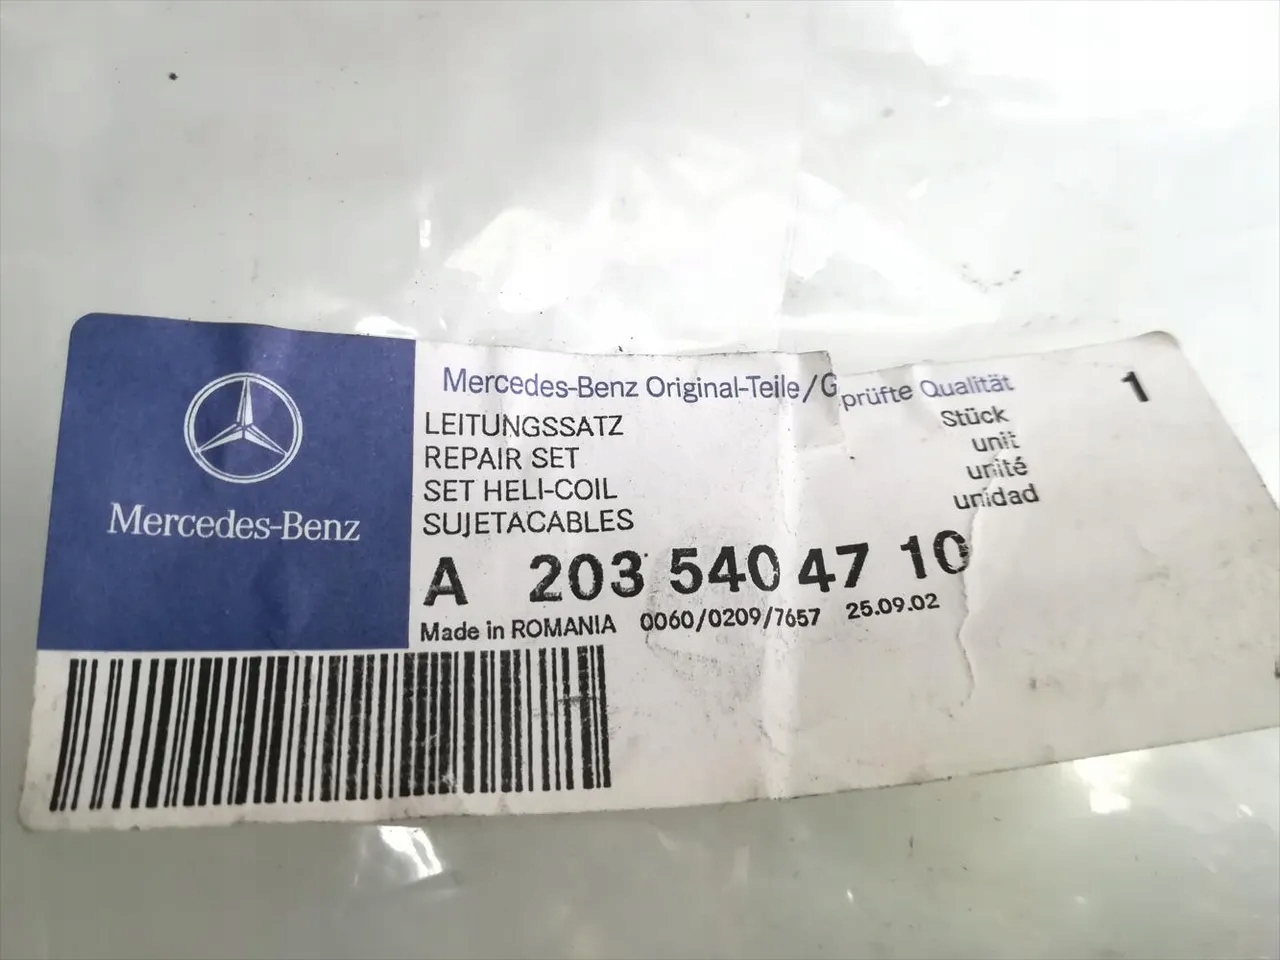 Mercedes-Benz
Mercedes-Benz Original-Teile/G prüfte Qualität
LEITUNGSSATZ
REPAIR SET
SET HELI-COIL
SUJETACABLES
Stück
unit
unité
unidad
1
A 203 540 47 10
Made in ROMANIA 0060/0209/7657 25.09.02